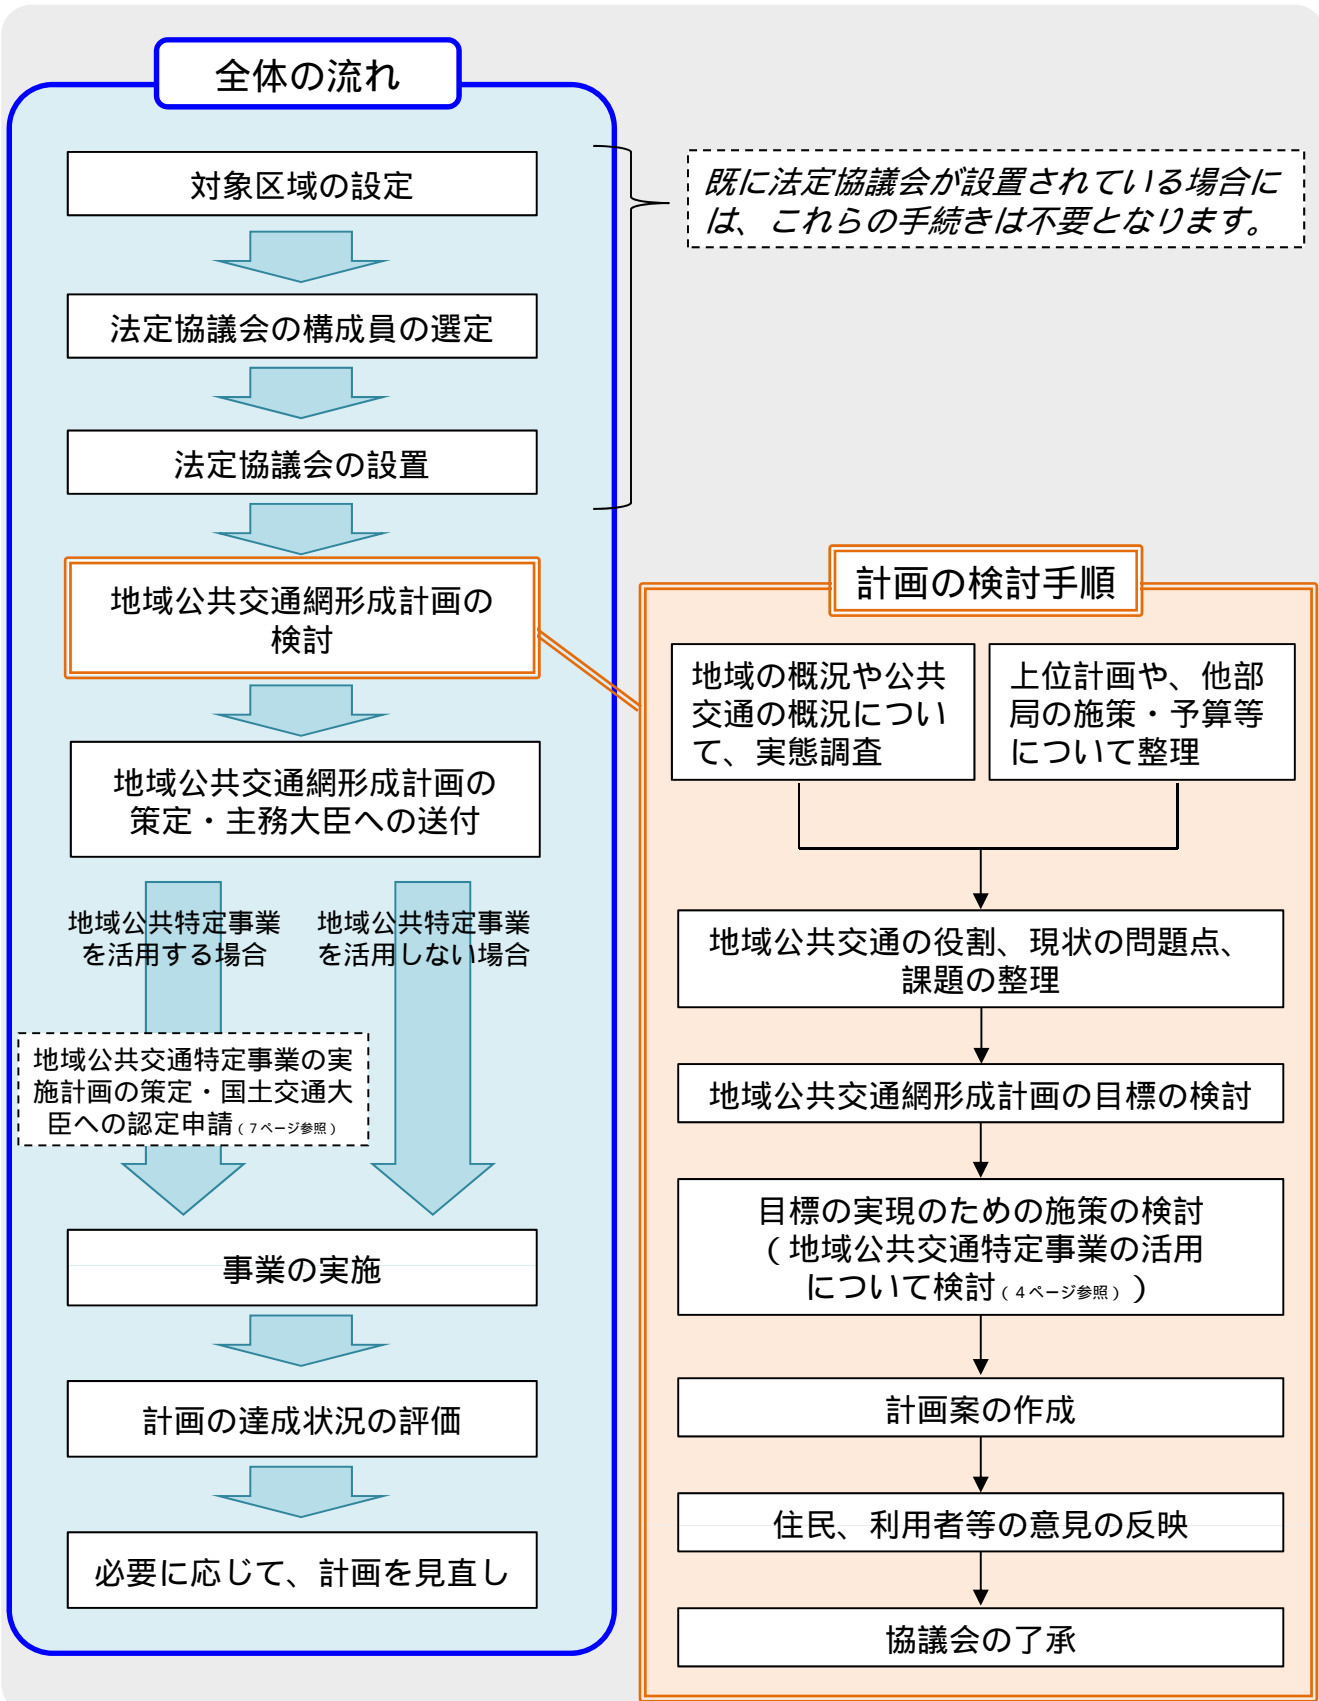 全体の流れ
対象区域の設定
法定協議会の構成員の選定
法定協議会の設置
既に法定協議会が設置されている場合に
は、これらの手続きは不要となります。
地域公共交通網形成計画の
検討
地域公共交通網形成計画の
策定・主務大臣への送付
地域公共特定事業
を活用する場合
地域公共特定事業
を活用しない場合
地域公共交通特定事業の実
施計画の策定・国土交通大
臣への認定申請（７ページ参照）
事業の実施
計画の達成状況の評価
必要に応じて、計画を見直し
計画の検討手順
地域の概況や公共
交通の概況につい
て、実態調査
上位計画や、他部
局の施策・予算等
について整理
地域公共交通の役割、現状の問題点、
課題の整理
地域公共交通網形成計画の目標の検討
目標の実現のための施策の検討
（地域公共交通特定事業の活用
について検討（４ページ参照））
計画案の作成
住民、利用者等の意見の反映
協議会の了承